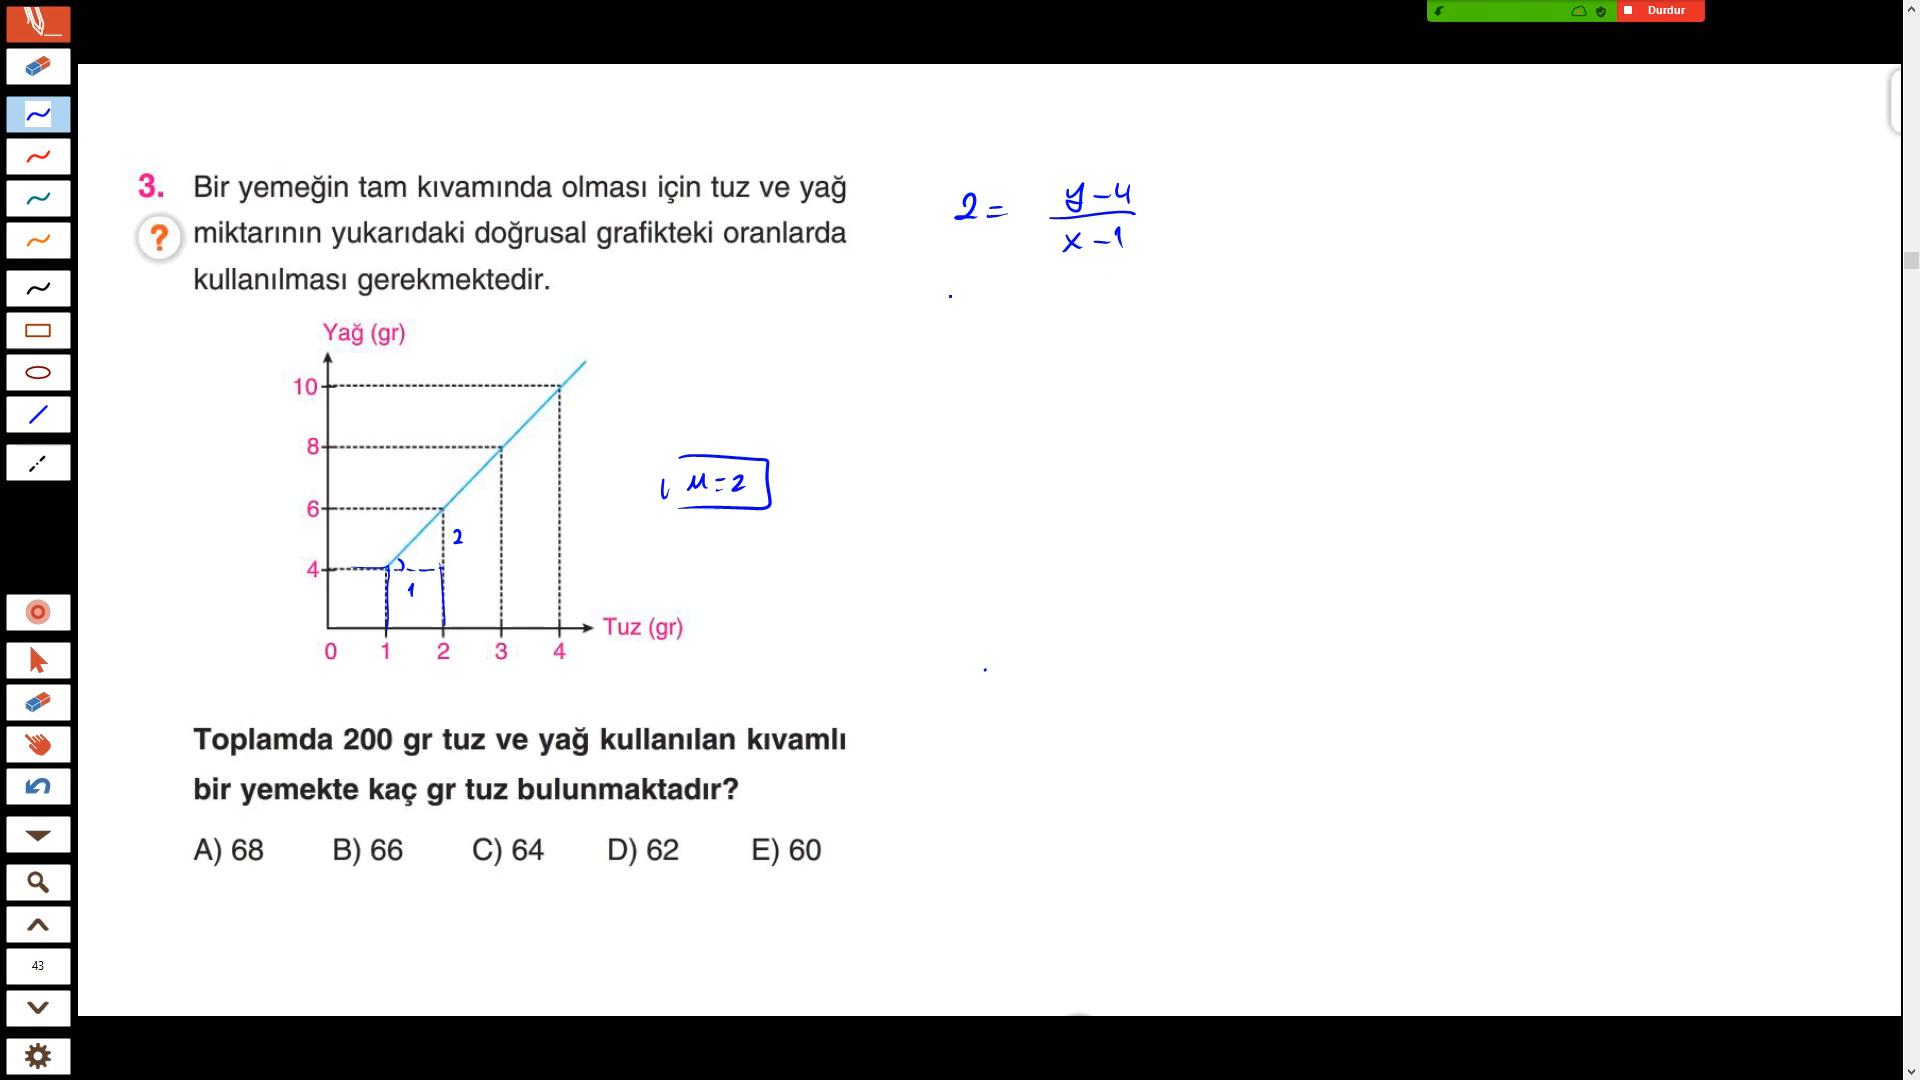 Durdur
3. Bir yemeğin tam kıvamında olması için tuz ve yağ
? miktarının yukarıdaki doğrusal grafikteki oranlarda
kullanılması gerekmektedir.
2 = y-4
x-1
Yağ (gr)
10
8
6
4
2
1
m=2
Tuz (gr)
0 1 2 3 4
Toplamda 200 gr tuz ve yağ kullanılan kıvamlı
bir yemekte kaç gr tuz bulunmaktadır?
A) 68 B) 66 C) 64 D) 62 E) 60
43